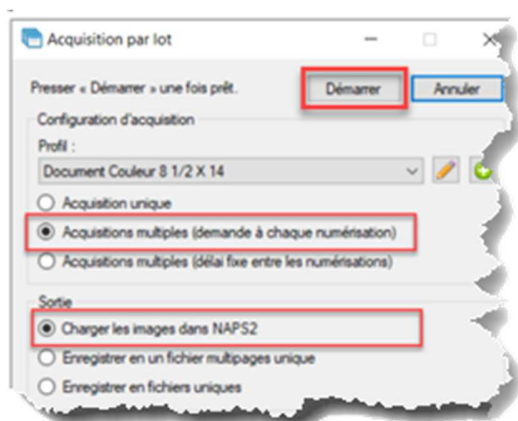 Acquisition par lot
Presser « Démarrer » une fois prêt. Démarrer Annuler
Configuration d'acquisition
Profil :
Document Couleur 8 1/2 X 14
Acquisition unique
Acquisitions multiples (demande à chaque numérisation)
Acquisitions multiples (délai fixe entre les numérisations)
Sortie
Charger les images dans NAPS2
Enregistrer en un fichier multipages unique
Enregistrer en fichiers uniques